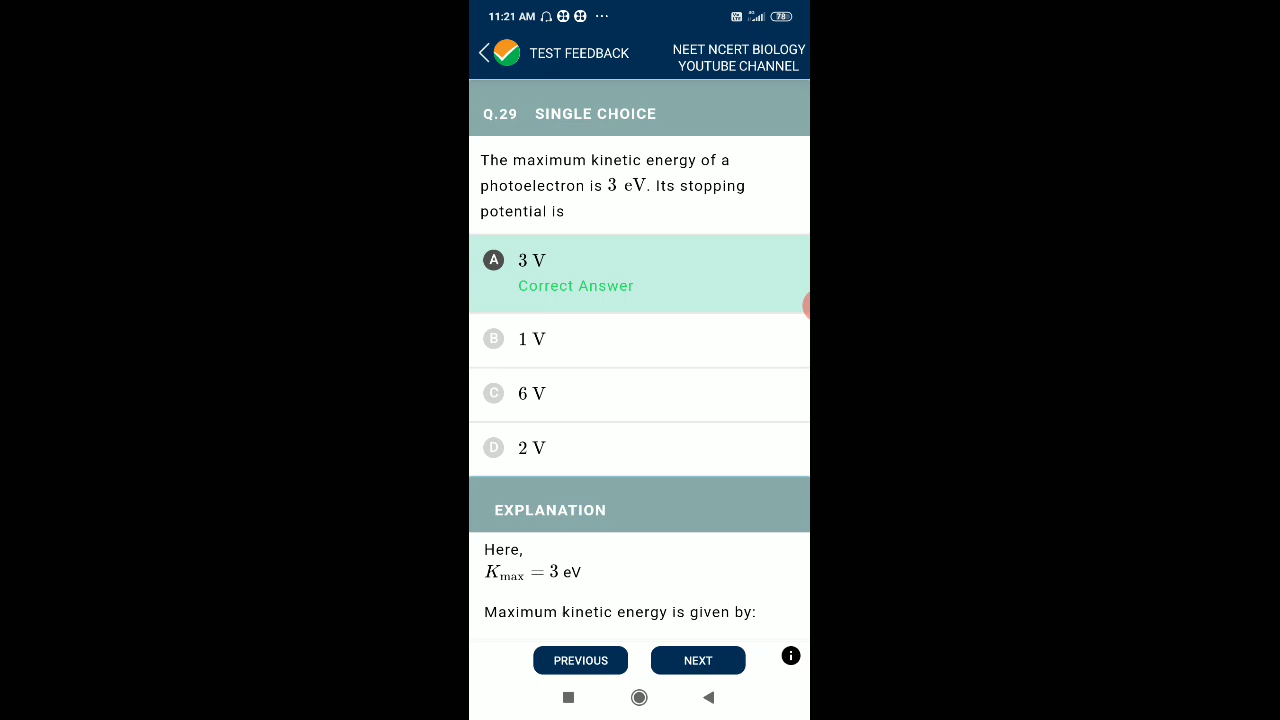 11:21 AM
78
TEST FEEDBACK
NEET NCERT BIOLOGY
YOUTUBE CHANNEL
Q.29 SINGLE CHOICE
The maximum kinetic energy of a
photoelectron is 3 eV. Its stopping
potential is
A 3 V
Correct Answer
B 1 V
C 6 V
D 2 V
EXPLANATION
Here,
Kmax = 3 eV
Maximum kinetic energy is given by:
PREVIOUS
NEXT